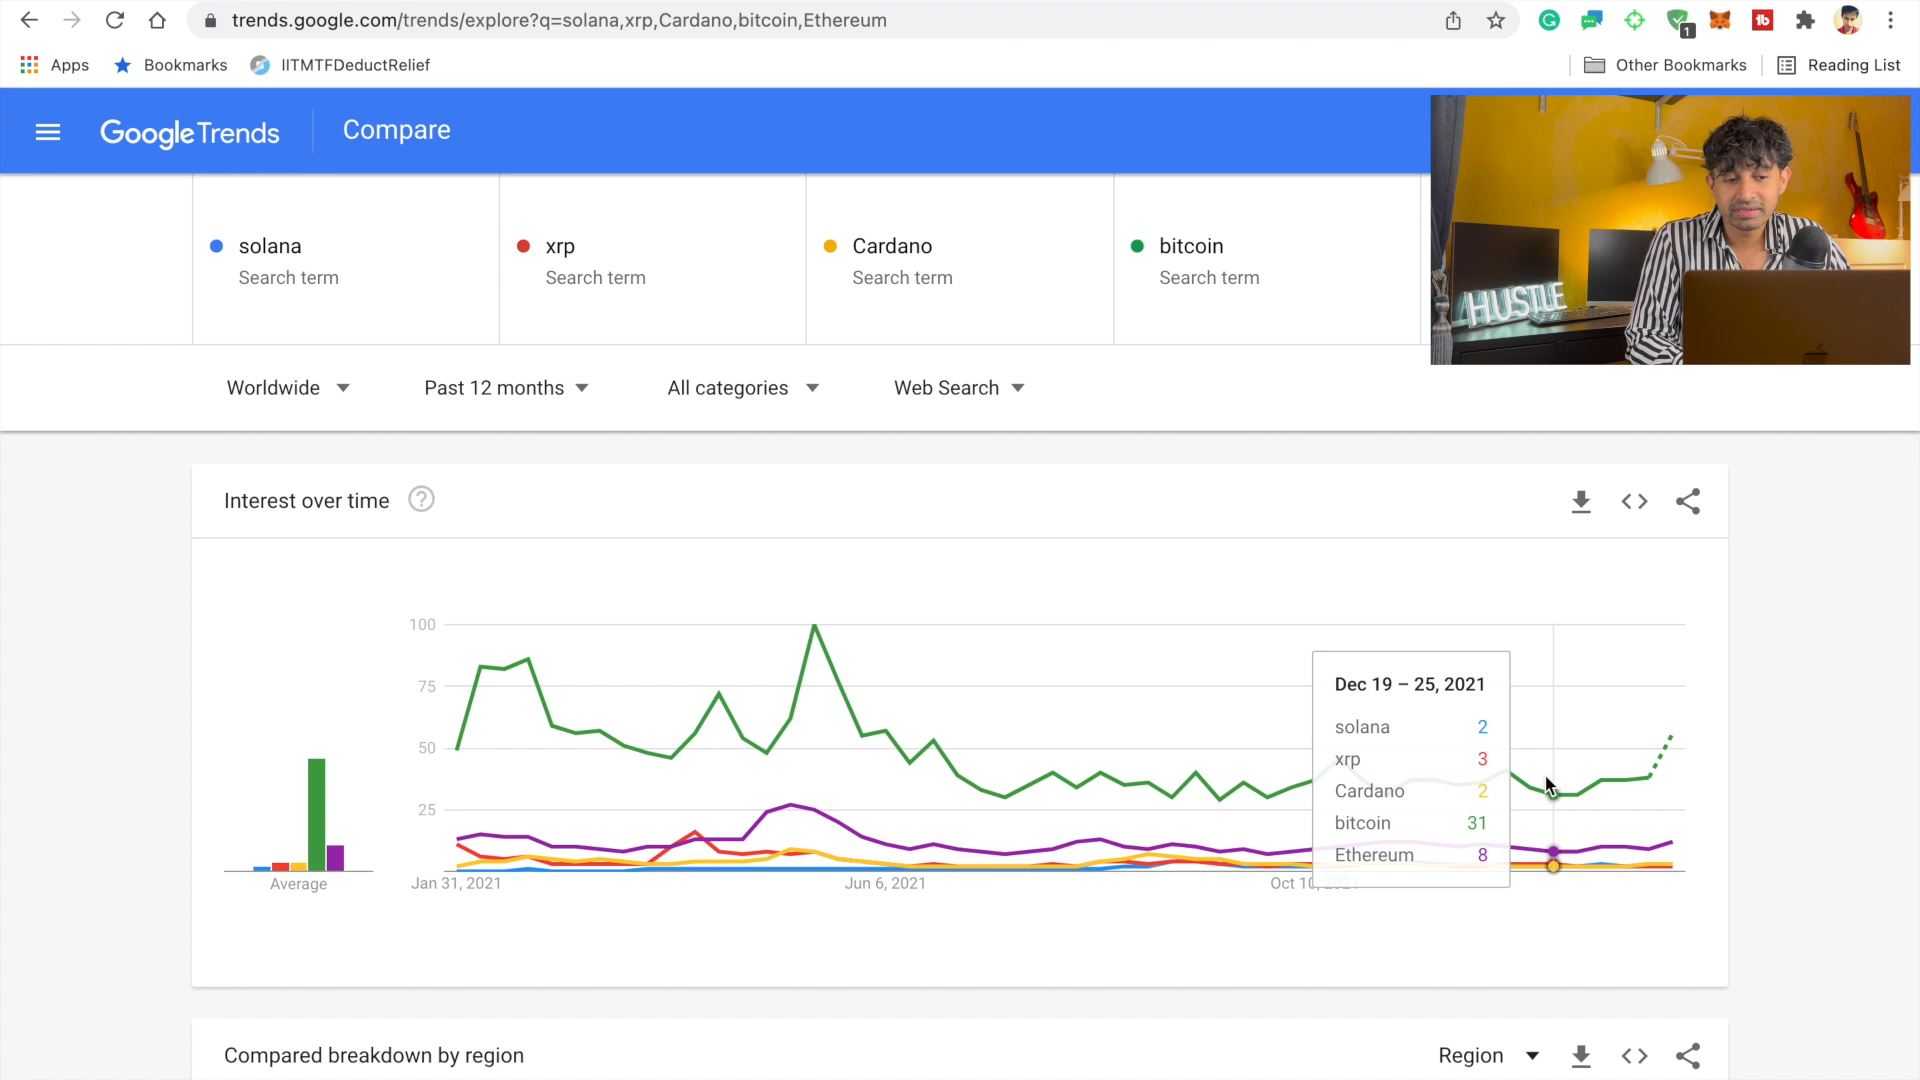 trends.google.com/trends/explore?q=solana,xrp,Cardano,bitcoin,Ethereum
1
Apps
Bookmarks
IITMTFDeductRelief
Other Bookmarks
Reading List
Google Trends
Compare
HUSTLE
solana
Search term
xrp
Search term
Cardano
Search term
bitcoin
Search term
Worldwide
Past 12 months
All categories
Web Search
Interest over time
100
75
50
25
Dec 19 – 25, 2021
solana 2
xrp 3
Cardano 2
bitcoin 31
Ethereum 8
Average
Jan 31, 2021
Jun 6, 2021
Oct 10, 2021
Compared breakdown by region
Region